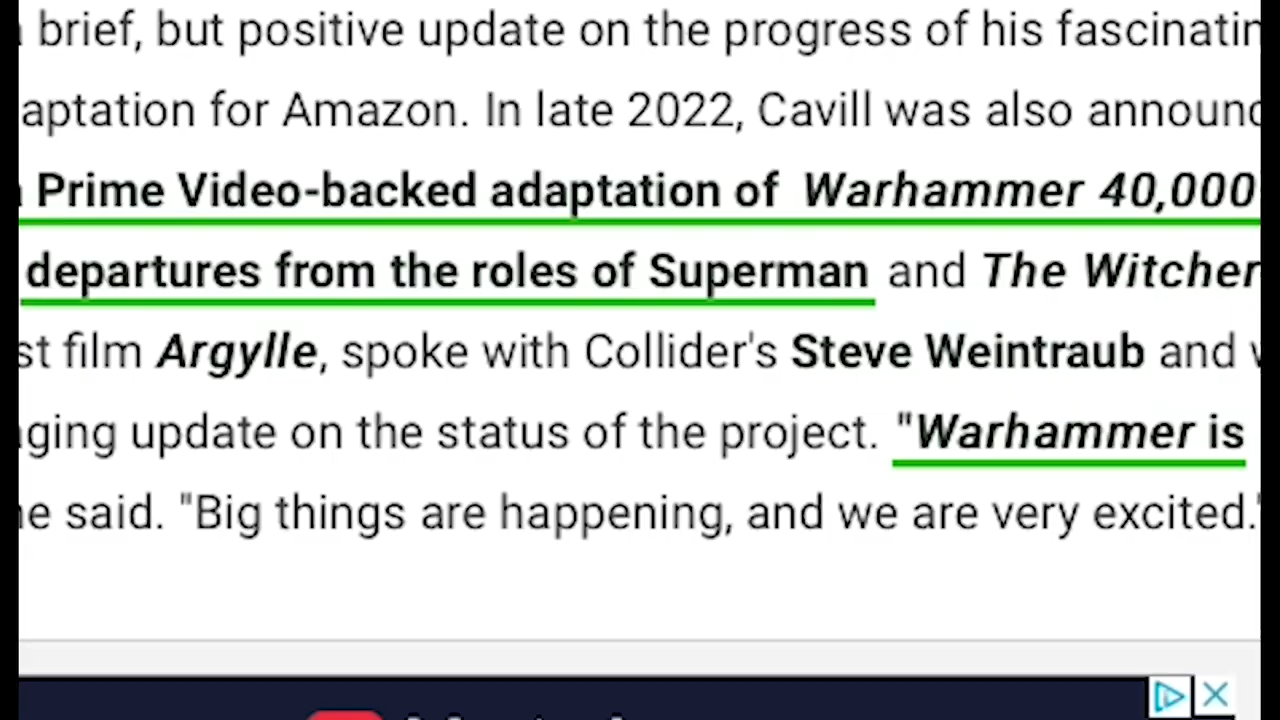 brief, but positive update on the progress of his fascinatin
aptation for Amazon. In late 2022, Cavill was also announc
Prime Video-backed adaptation of Warhammer 40,000
departures from the roles of Superman and The Witcher
st film Argylle, spoke with Collider's Steve Weintraub and
ging update on the status of the project. "Warhammer is
he said. "Big things are happening, and we are very excited."